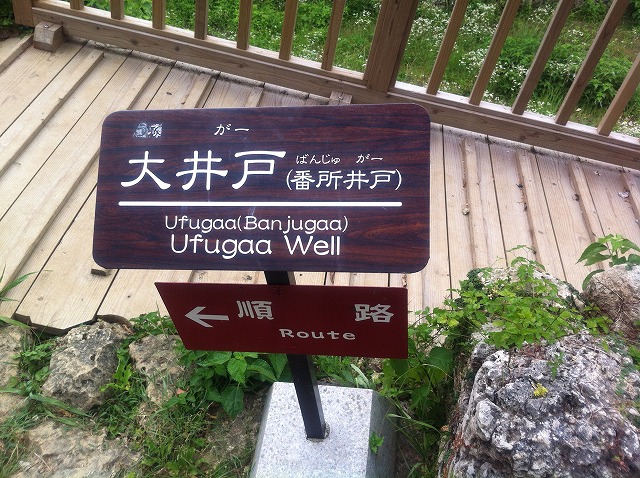 がー
大井戸
ばんじゅ がー
(番所井戸)
Ufugaa(Banjugaa)
Ufugaa Well
← 順路
Route